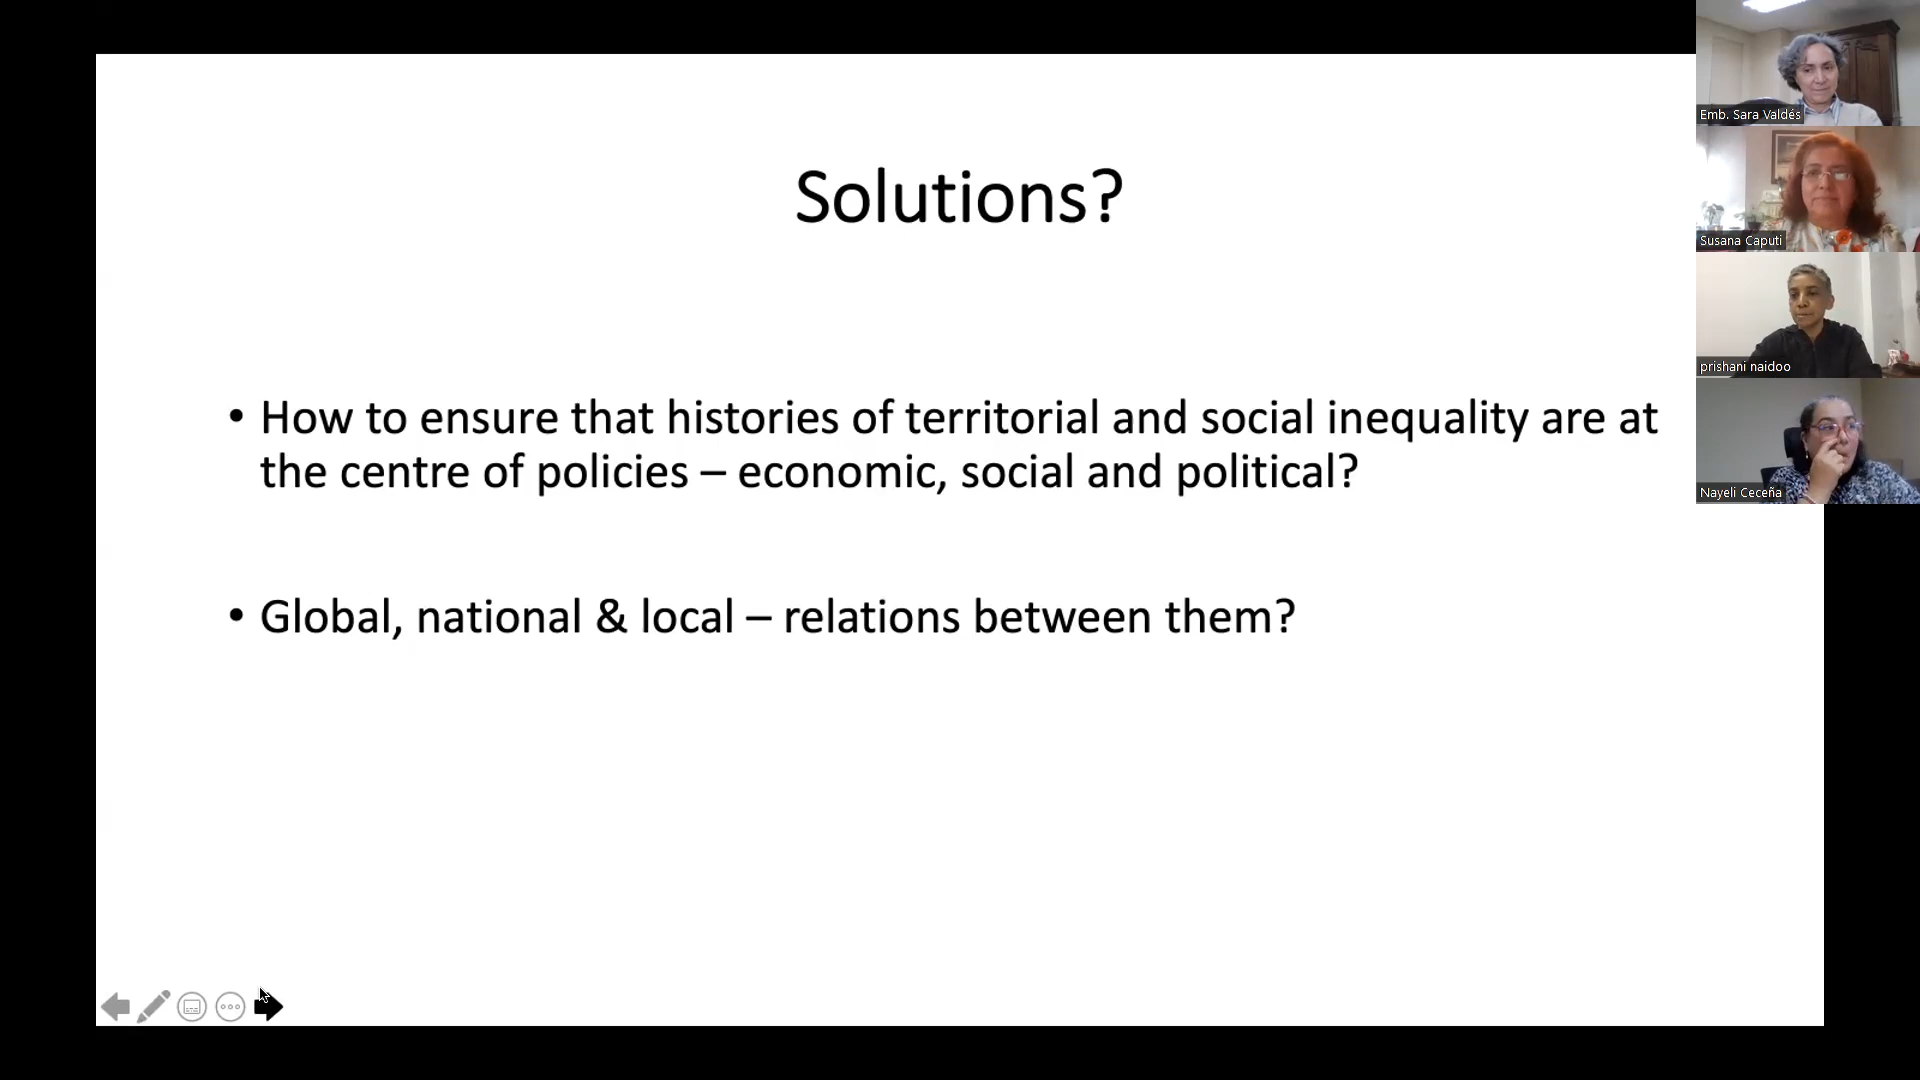 Solutions?
• How to ensure that histories of territorial and social inequality are at
the centre of policies – economic, social and political?
• Global, national & local – relations between them?
Emb. Sara Valdés
Susana Caputi
prishani naidoo
Nayeli Ceceña